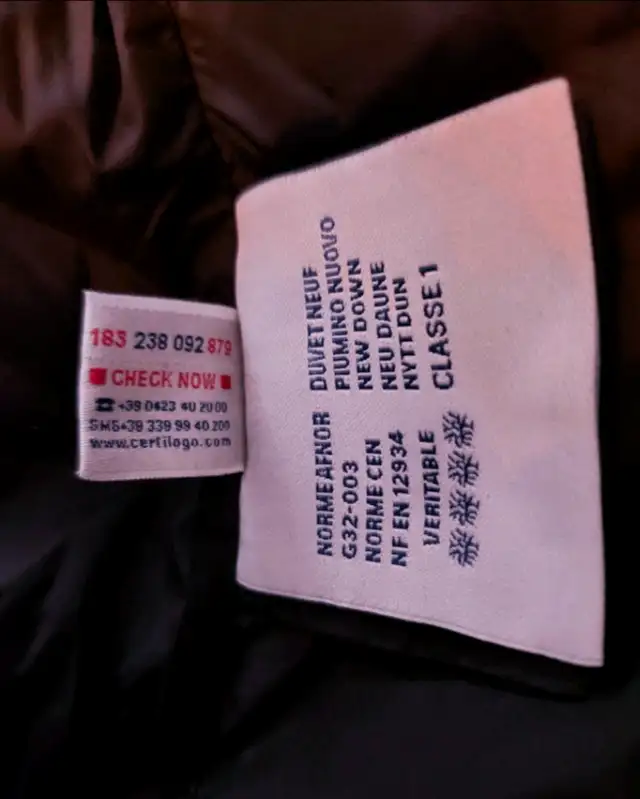 183 238 092 879
CHECK NOW
☎ +39 0423 40 20 00
SMS+39 339 99 40 200
www.certilogo.com
NORME AFNOR
G32-003
NORME CEN
NF EN 12934
VERITABLE
DUVET NEUF
PIUMINO NUOVO
NEW DOWN
NEU DAUNE
NYTT DUN
CLASSE 1